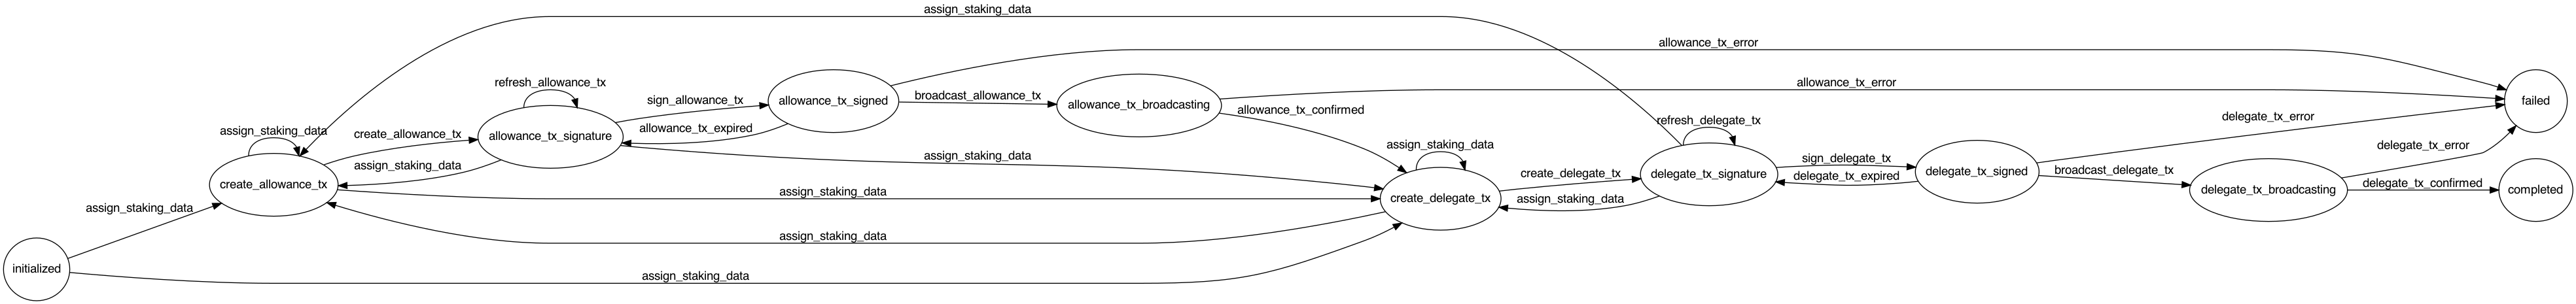 assign_staking_data
allowance_tx_error
refresh_allowance_tx
allowance_tx_error
sign_allowance_tx
allowance_tx_signed
broadcast_allowance_tx
allowance_tx_broadcasting
failed
allowance_tx_confirmed
delegate_tx_error
refresh_delegate_tx
assign_staking_data
create_allowance_tx
allowance_tx_signature
allowance_tx_expired
assign_staking_data
assign_staking_data
delegate_tx_error
assign_staking_data
sign_delegate_tx
create_delegate_tx
delegate_tx_signature
delegate_tx_expired
delegate_tx_signed
broadcast_delegate_tx
create_allowance_tx
assign_staking_data
delegate_tx_broadcasting
delegate_tx_confirmed
completed
create_delegate_tx
assign_staking_data
assign_staking_data
assign_staking_data
initialized
assign_staking_data